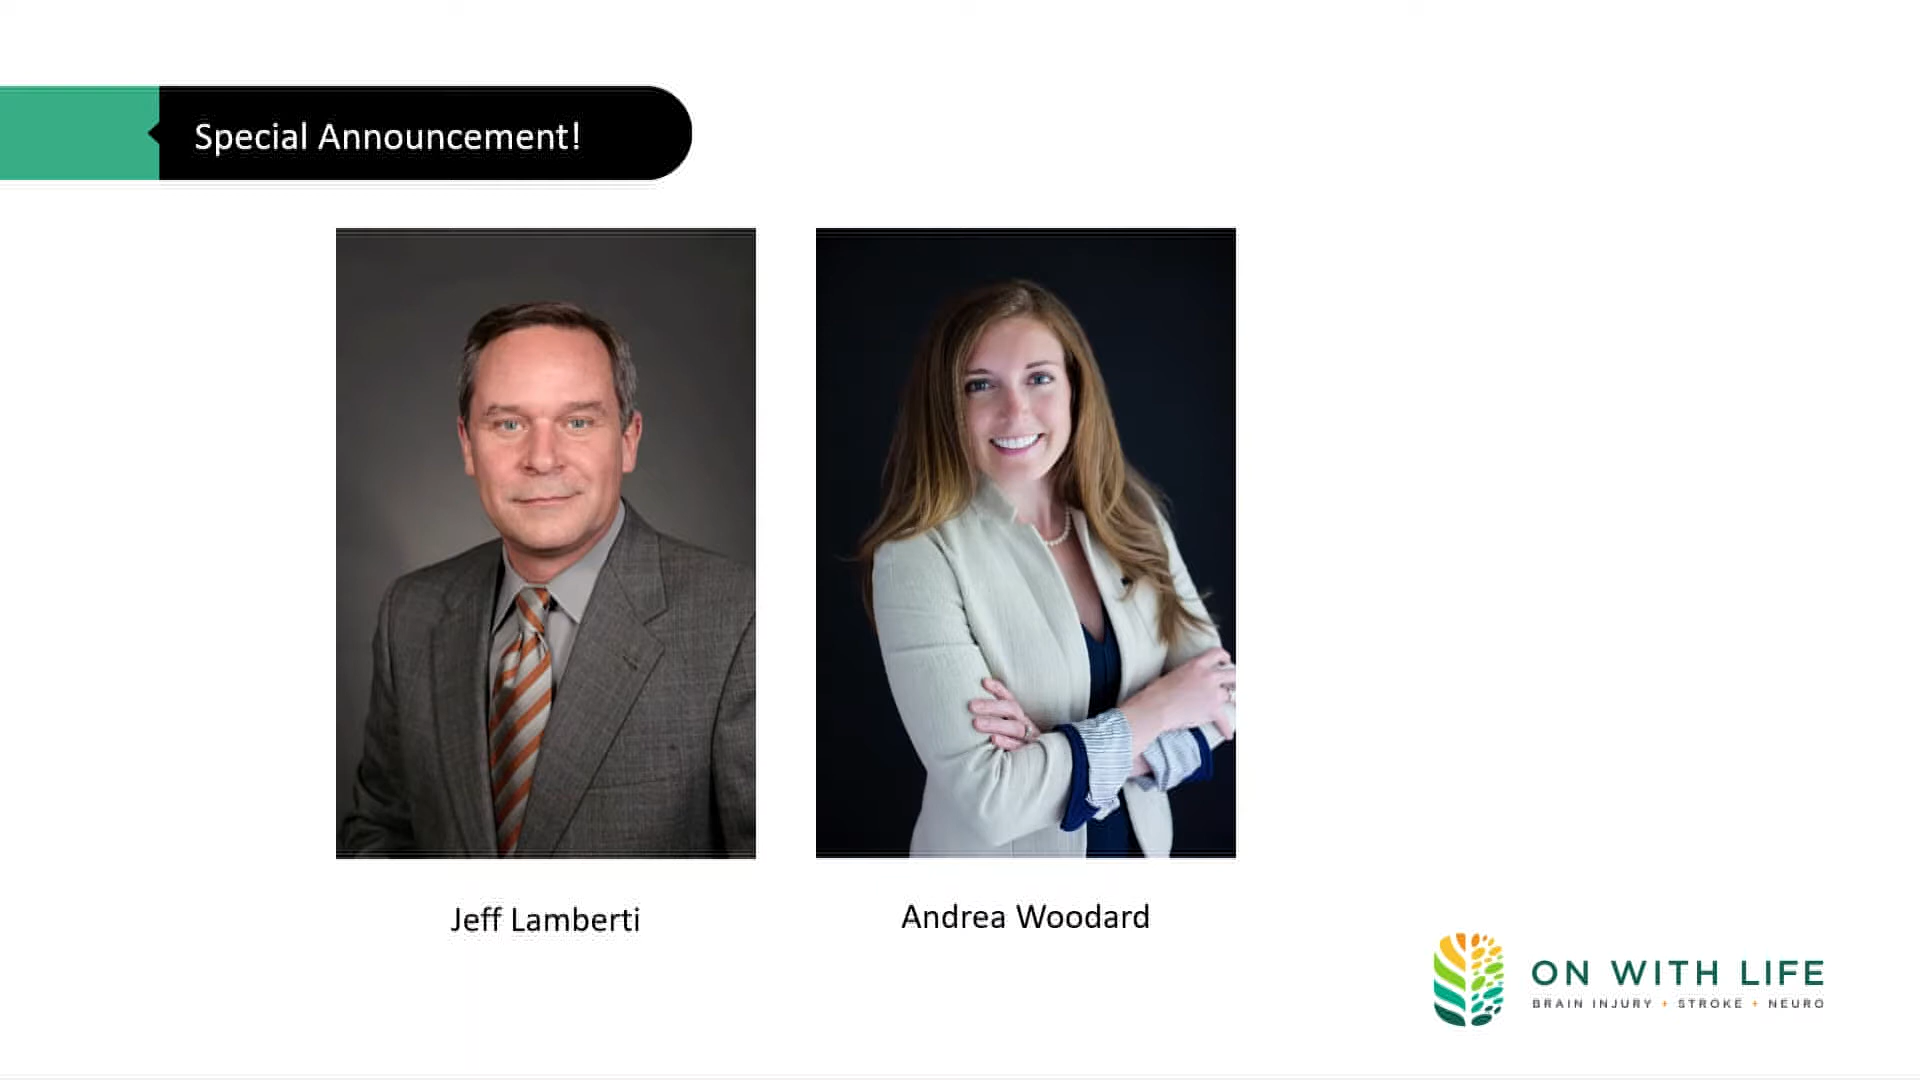 Special Announcement!
Jeff Lamberti
Andrea Woodard
ON WITH LIFE
BRAIN INJURY + STROKE + NEURO